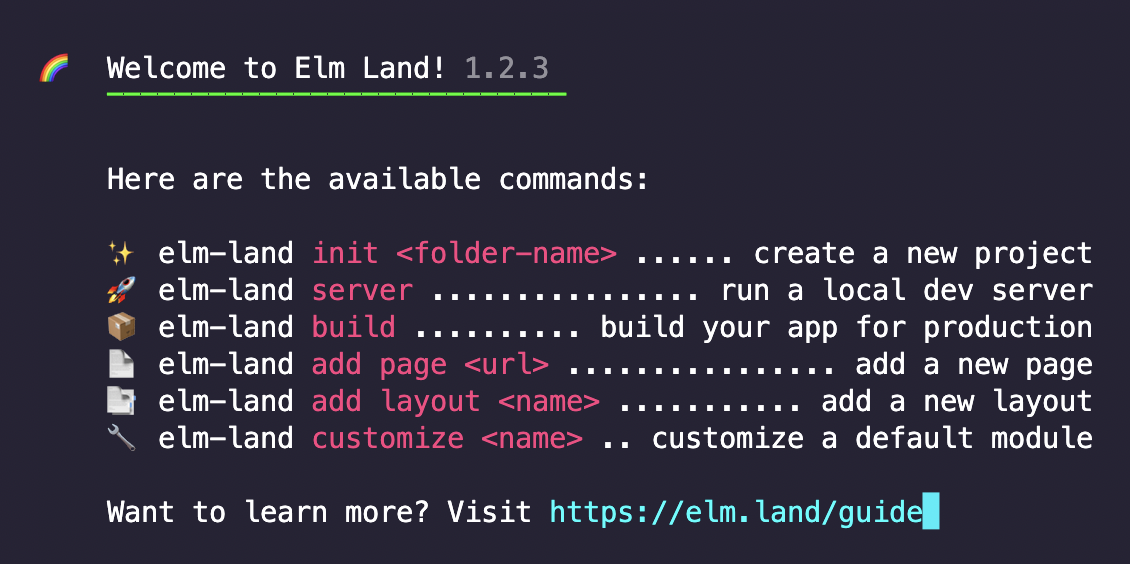 🌈 Welcome to Elm Land! 1.2.3
Here are the available commands:
✨ elm-land init <folder-name> ...... create a new project
🚀 elm-land server ................ run a local dev server
📦 elm-land build .......... build your app for production
📄 elm-land add page <url> ................ add a new page
📑 elm-land add layout <name> ........... add a new layout
🔧 elm-land customize <name> .. customize a default module
Want to learn more? Visit https://elm.land/guide